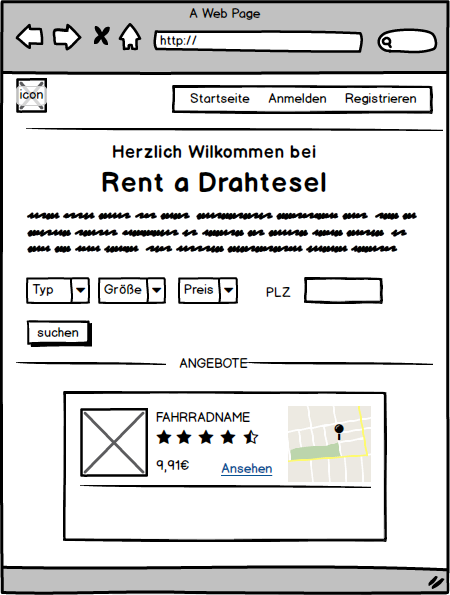 A Web Page
http://
icon
Startseite Anmelden Registrieren
Herzlich Wilkommen bei
Rent a Drahtesel
Typ Größe Preis PLZ
suchen
ANGEBOTE
FAHRRADNAME
9,91€ Ansehen